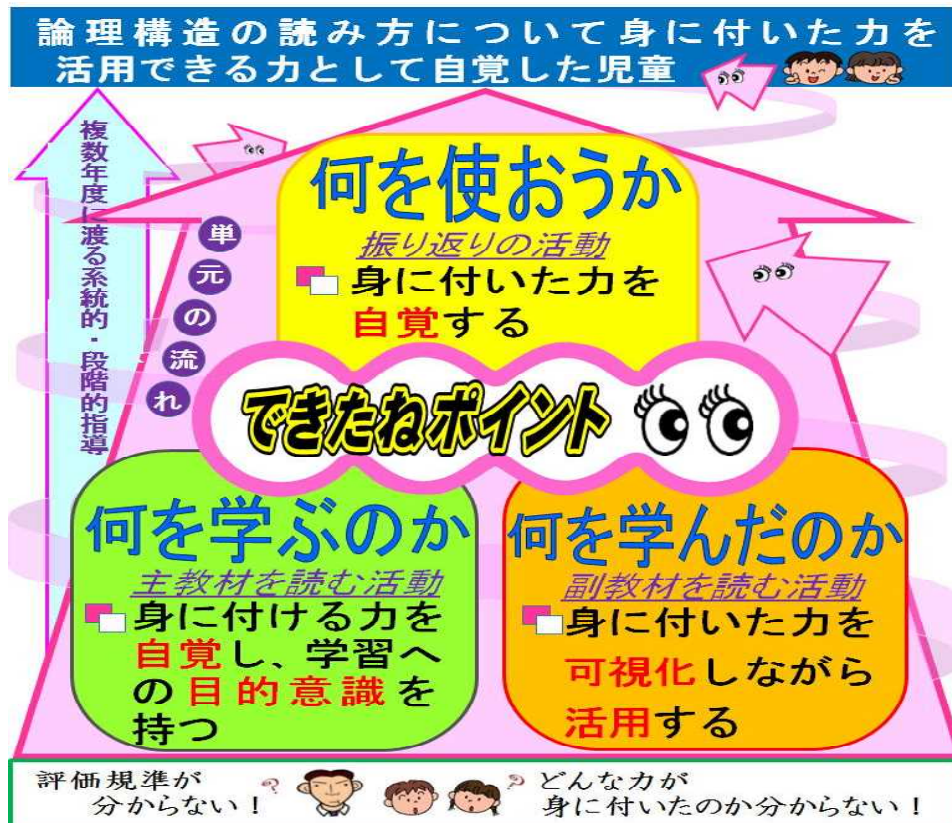 論理構造の読み方について身に付いた力を
活用できる力として自覚した児童
複数年度に渡る系統的・段階的指導
単元の流れ
何を使おうか
振り返りの活動
身に付いた力を
自覚する
できたねポイント
何を学ぶのか
主教材を読む活動
身に付ける力を
自覚し、学習へ
の目的意識を
持つ
何を学んだのか
副教材を読む活動
身に付いた力を
可視化しながら
活用する
評価規準が
分からない！
?
?
どんな力が
身に付いたのか分からない！